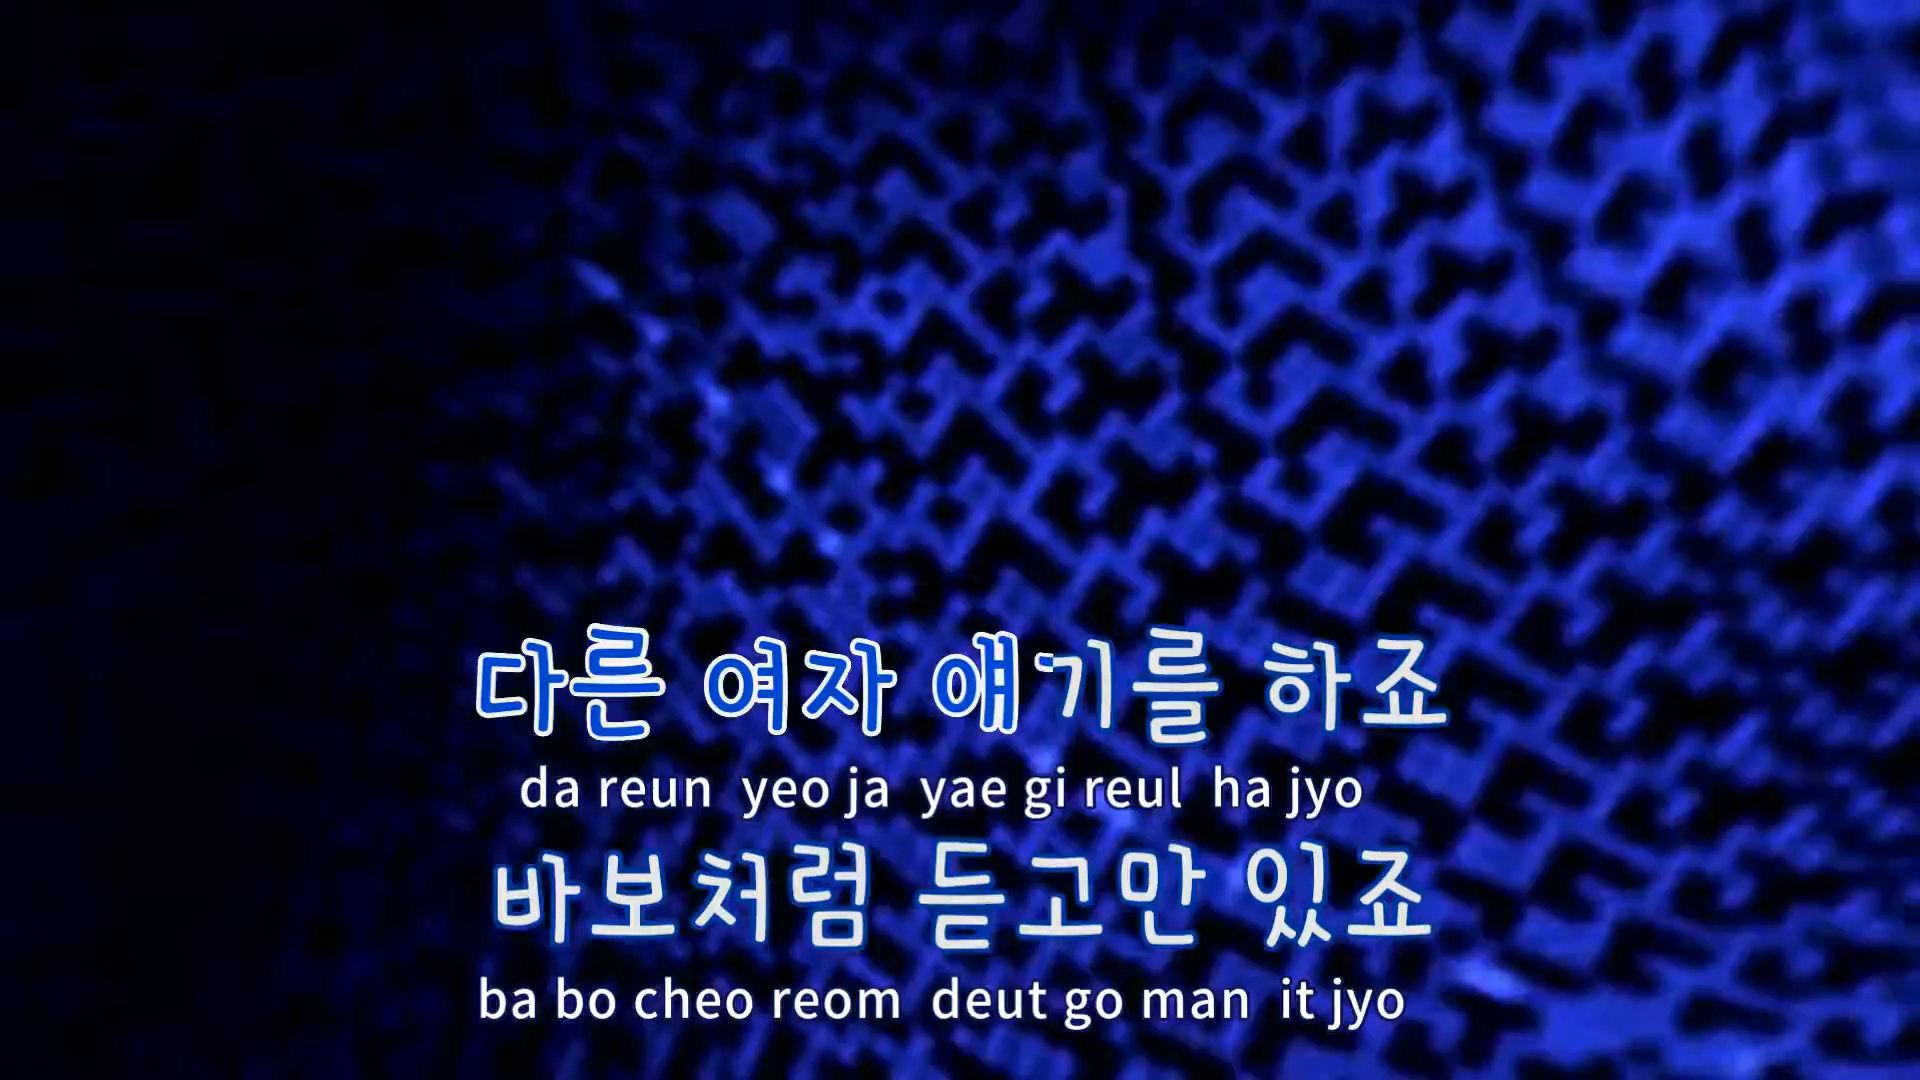 다른 여자 얘기를 하죠
da reun yeo ja yae gi reul ha jyo
바보처럼 듣고만 있죠
ba bo cheo reom deut go man it jyo